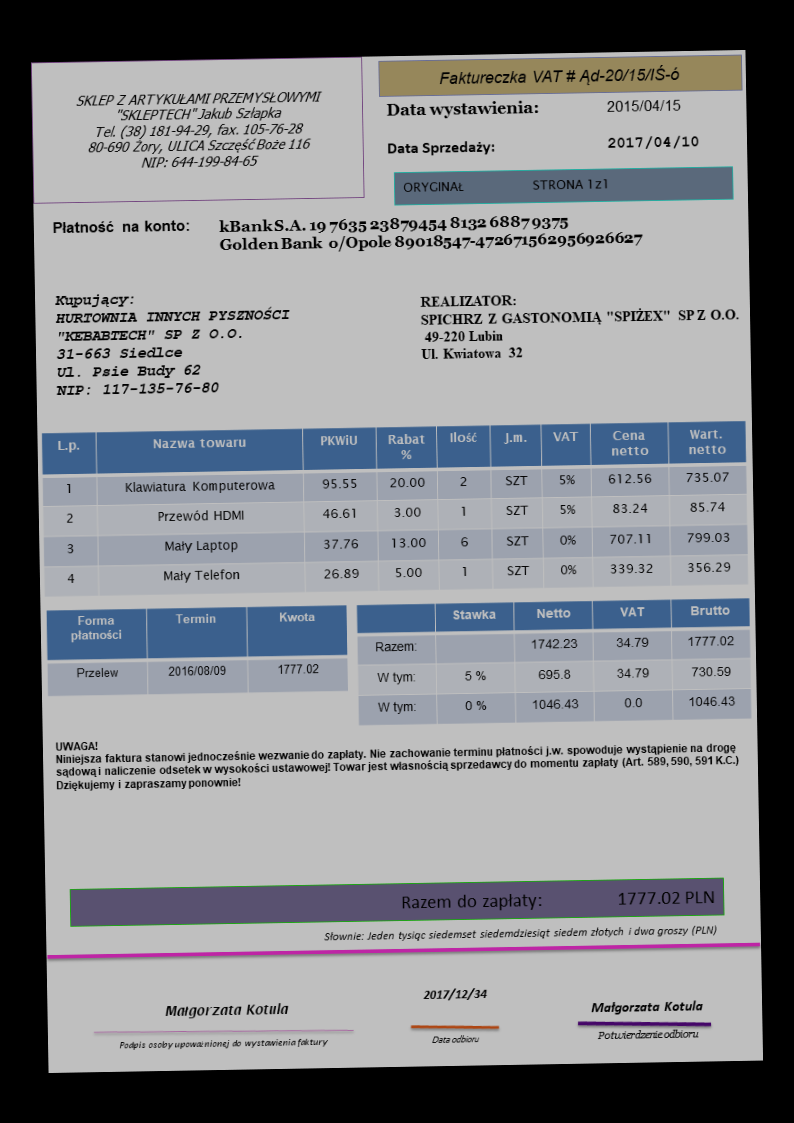 SKLEP Z ARTYKUŁAMI PRZEMYSŁOWYMI
"SKLEPTECH" Jakub Szłapka
Tel. (38) 181-94-29, fax. 105-76-28
80-690 Żory, ULICA Szczęść Boże 116
NIP: 644-199-84-65
Faktureczka VAT # Ąd-20/15/IŚ-ó
Data wystawienia: 2015/04/15
Data Sprzedaży: 2017/04/10
ORYGINAŁ STRONA 1 z 1
Płatność na konto: kBank S.A. 19 7635 23879454 8132 6887 9375
Golden Bank o/Opole 89018547-472671562956926627
Kupujący:
HURTOWNIA INNYCH PYSZNOŚCI
"KEBABTECH" SP Z O.O.
31-663 Siedlce
Ul. Psie Budy 62
NIP: 117-135-76-80
REALIZATOR:
SPICHRZ Z GASTONOMIĄ "SPIŻEX" SP Z O.O.
49-220 Lubin
Ul. Kwiatowa 32
L.p. Nazwa towaru PKWiU Rabat % Ilość J.m. VAT Cena netto Wart. netto
1 Klawiatura Komputerowa 95.55 20.00 2 SZT 5% 612.56 735.07
2 Przewód HDMI 46.61 3.00 1 SZT 5% 83.24 85.74
3 Mały Laptop 37.76 13.00 6 SZT 0% 707.11 799.03
4 Mały Telefon 26.89 5.00 1 SZT 0% 339.32 356.29
Forma płatności Termin Kwota
Przelew 2016/08/09 1777.02
Stawka Netto VAT Brutto
Razem: 1742.23 34.79 1777.02
W tym: 5 % 695.8 34.79 730.59
W tym: 0 % 1046.43 0.0 1046.43
UWAGA!
Niniejsza faktura stanowi jednocześnie wezwanie do zapłaty. Nie zachowanie terminu płatności j.w. spowoduje wystąpienie na drogę
sądową i naliczenie odsetek w wysokości ustawowej! Towar jest własnością sprzedawcy do momentu zapłaty (Art. 589, 590, 591 K.C.)
Dziękujemy i zapraszamy ponownie!
Razem do zapłaty: 1777.02 PLN
Słownie: Jeden tysiąc siedemset siedemdziesiąt siedem złotych i dwa groszy (PLN)
Małgorzata Kotula
Podpis osoby upoważnionej do wystawienia faktury
2017/12/34
Data odbioru
Małgorzata Kotula
Potwierdzenie odbioru